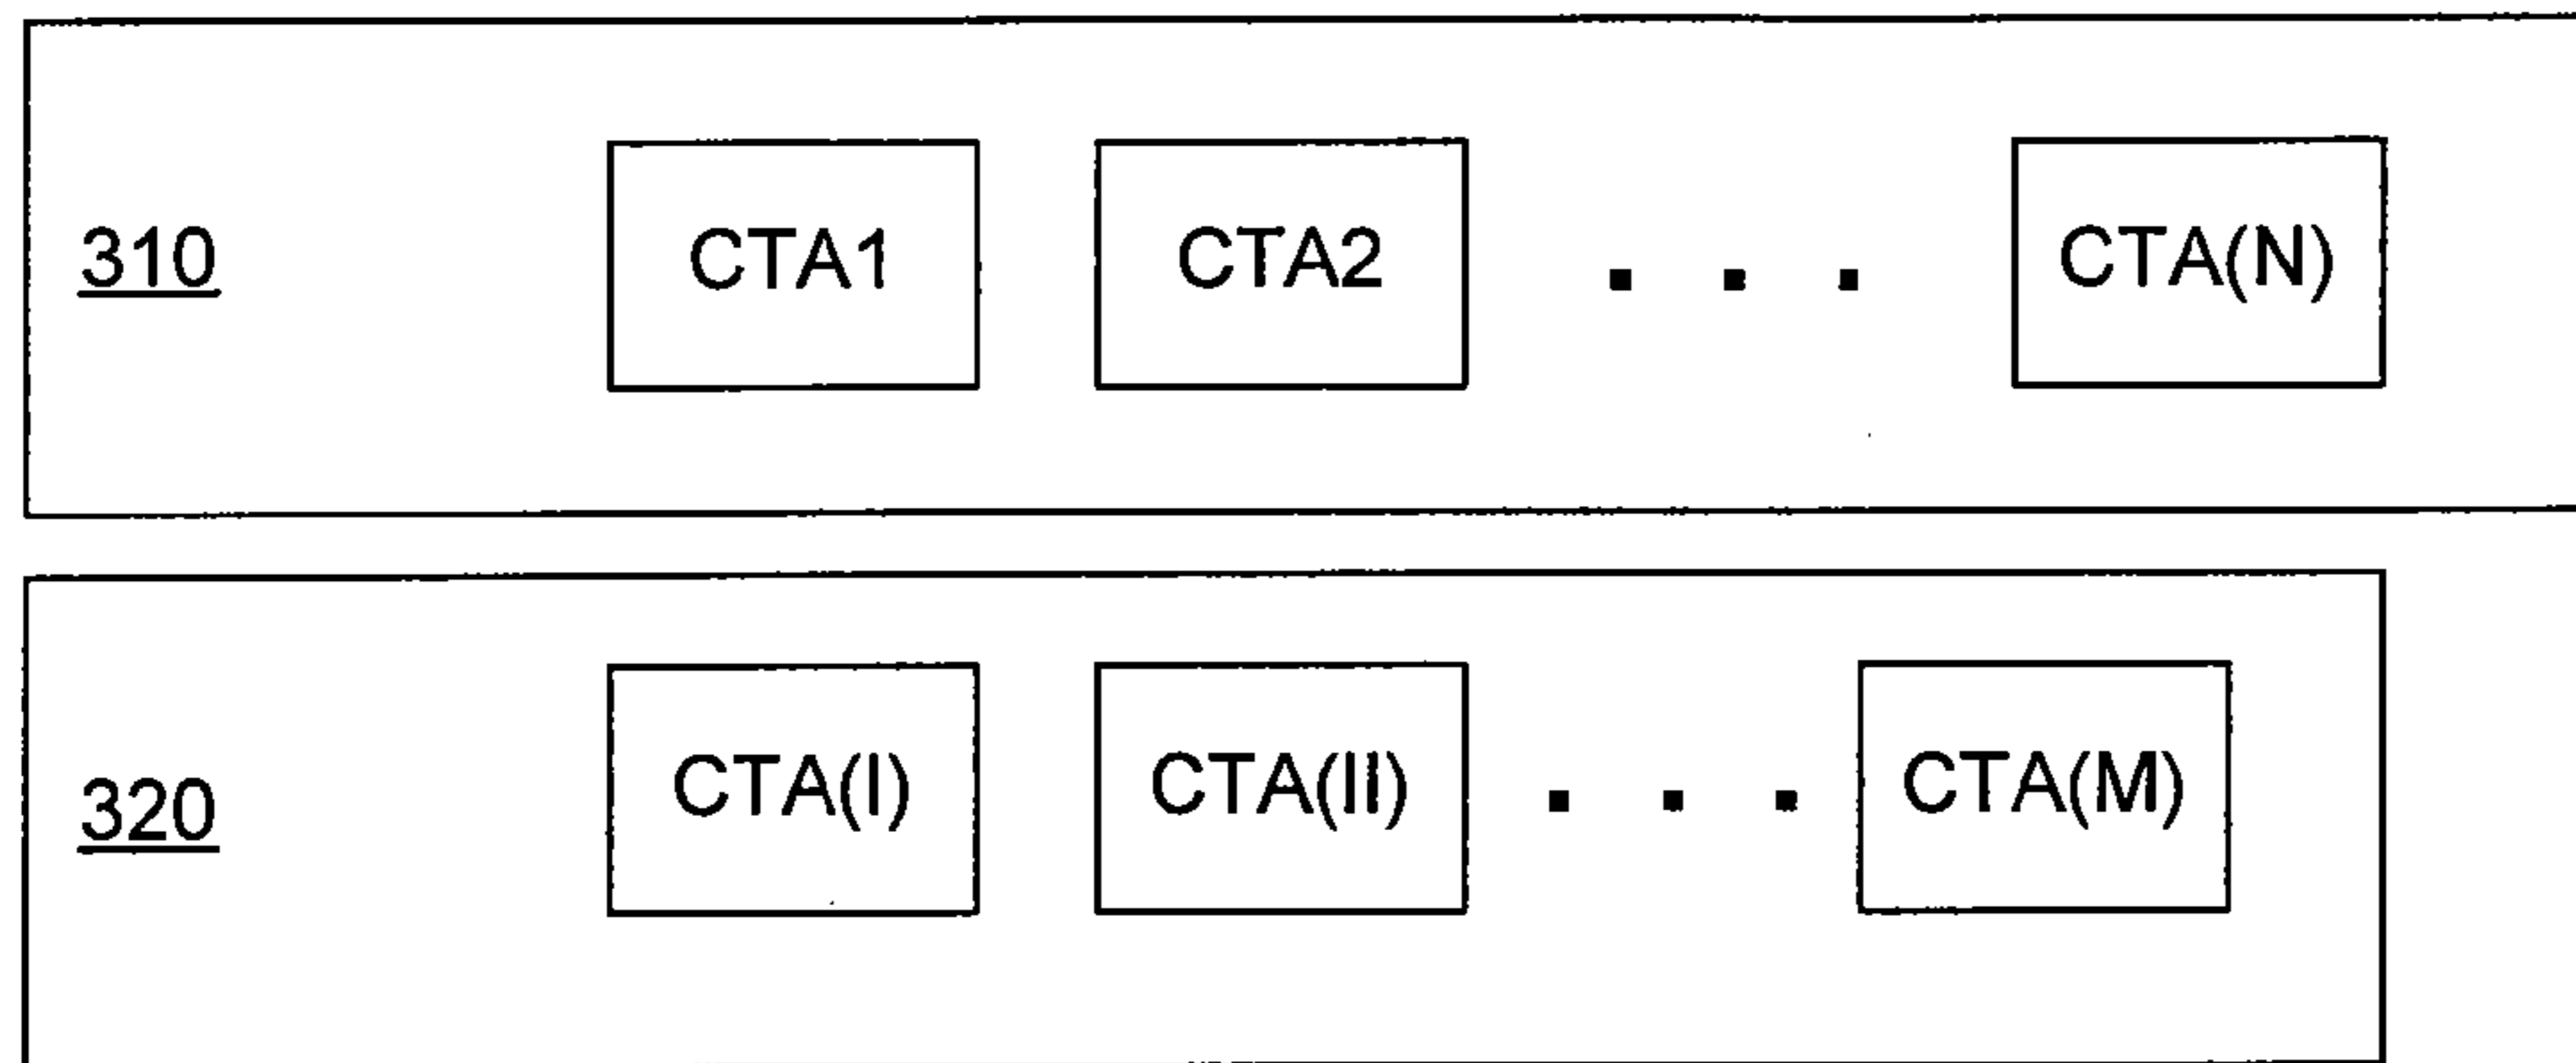 310 CTA1 CTA2 . . . CTA(N)
320 CTA(I) CTA(II) . . . CTA(M)